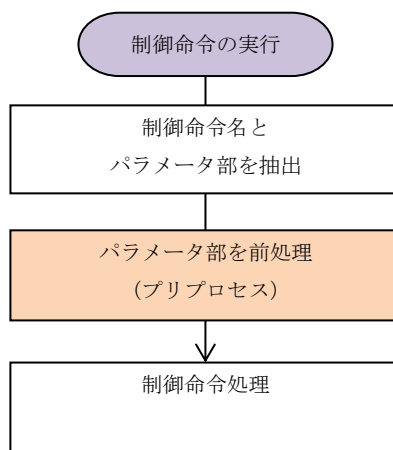 制御命令の実行
制御命令名と
パラメータ部を抽出
パラメータ部を前処理
（プリプロセス）
制御命令処理